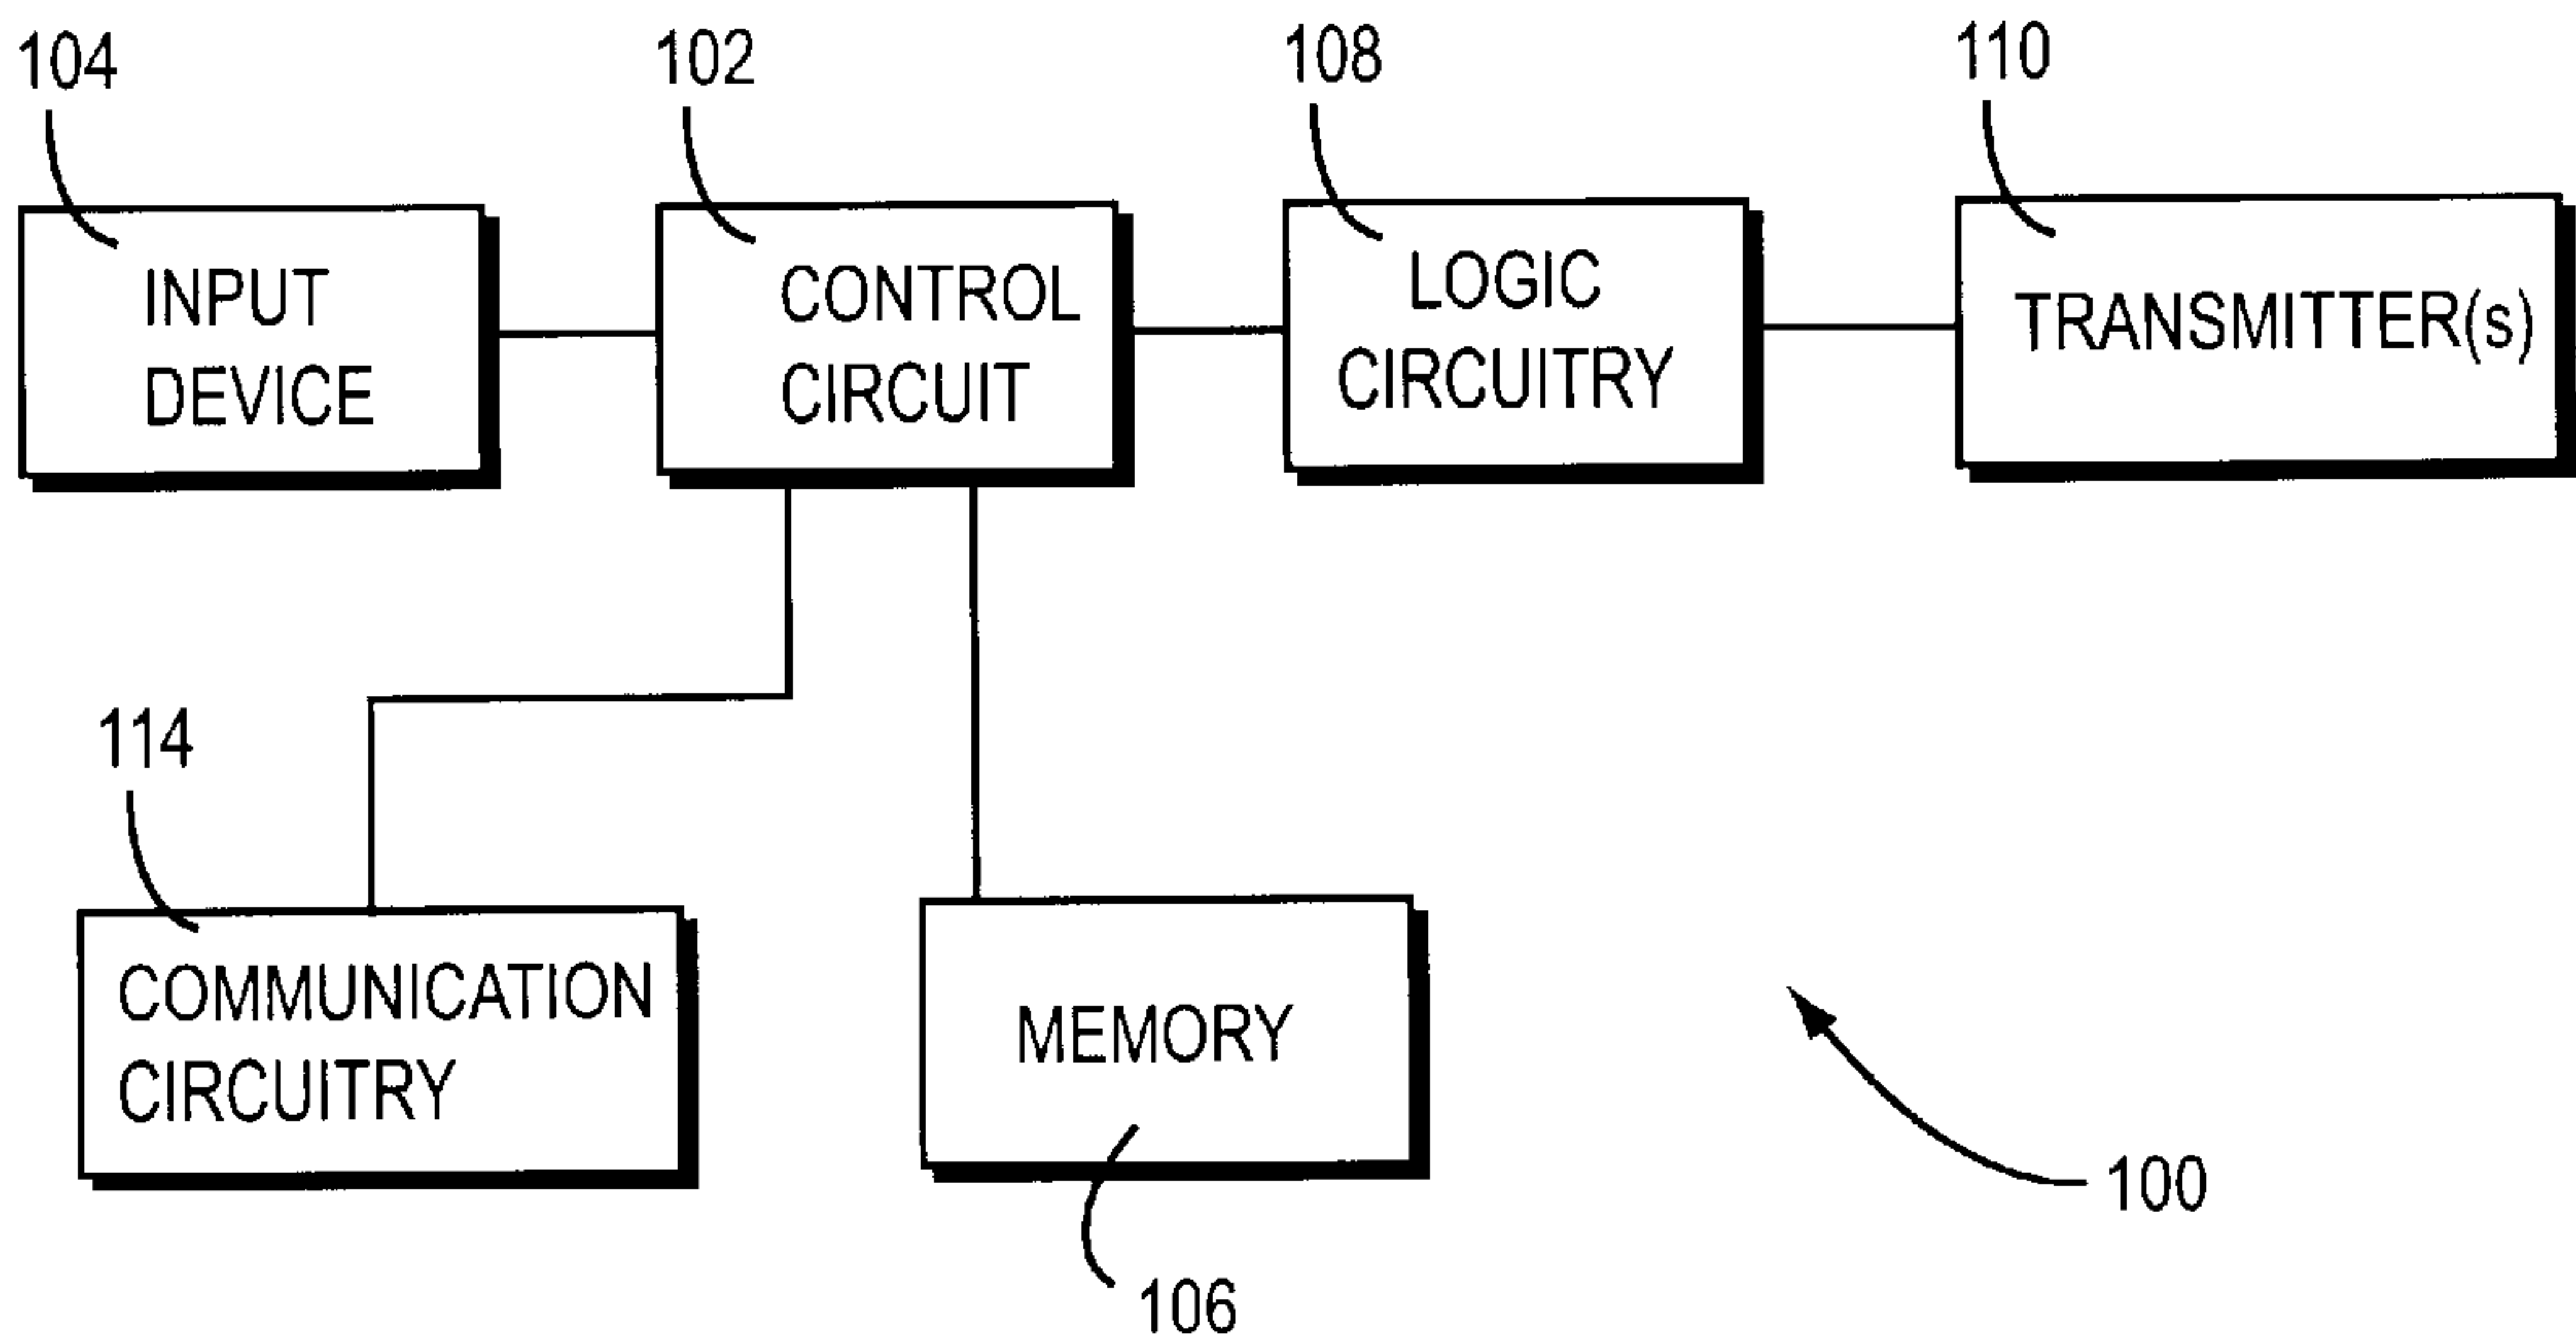 104
102
108
110
INPUT
DEVICE
CONTROL
CIRCUIT
LOGIC
CIRCUITRY
TRANSMITTER(s)
114
COMMUNICATION
CIRCUITRY
MEMORY
100
106